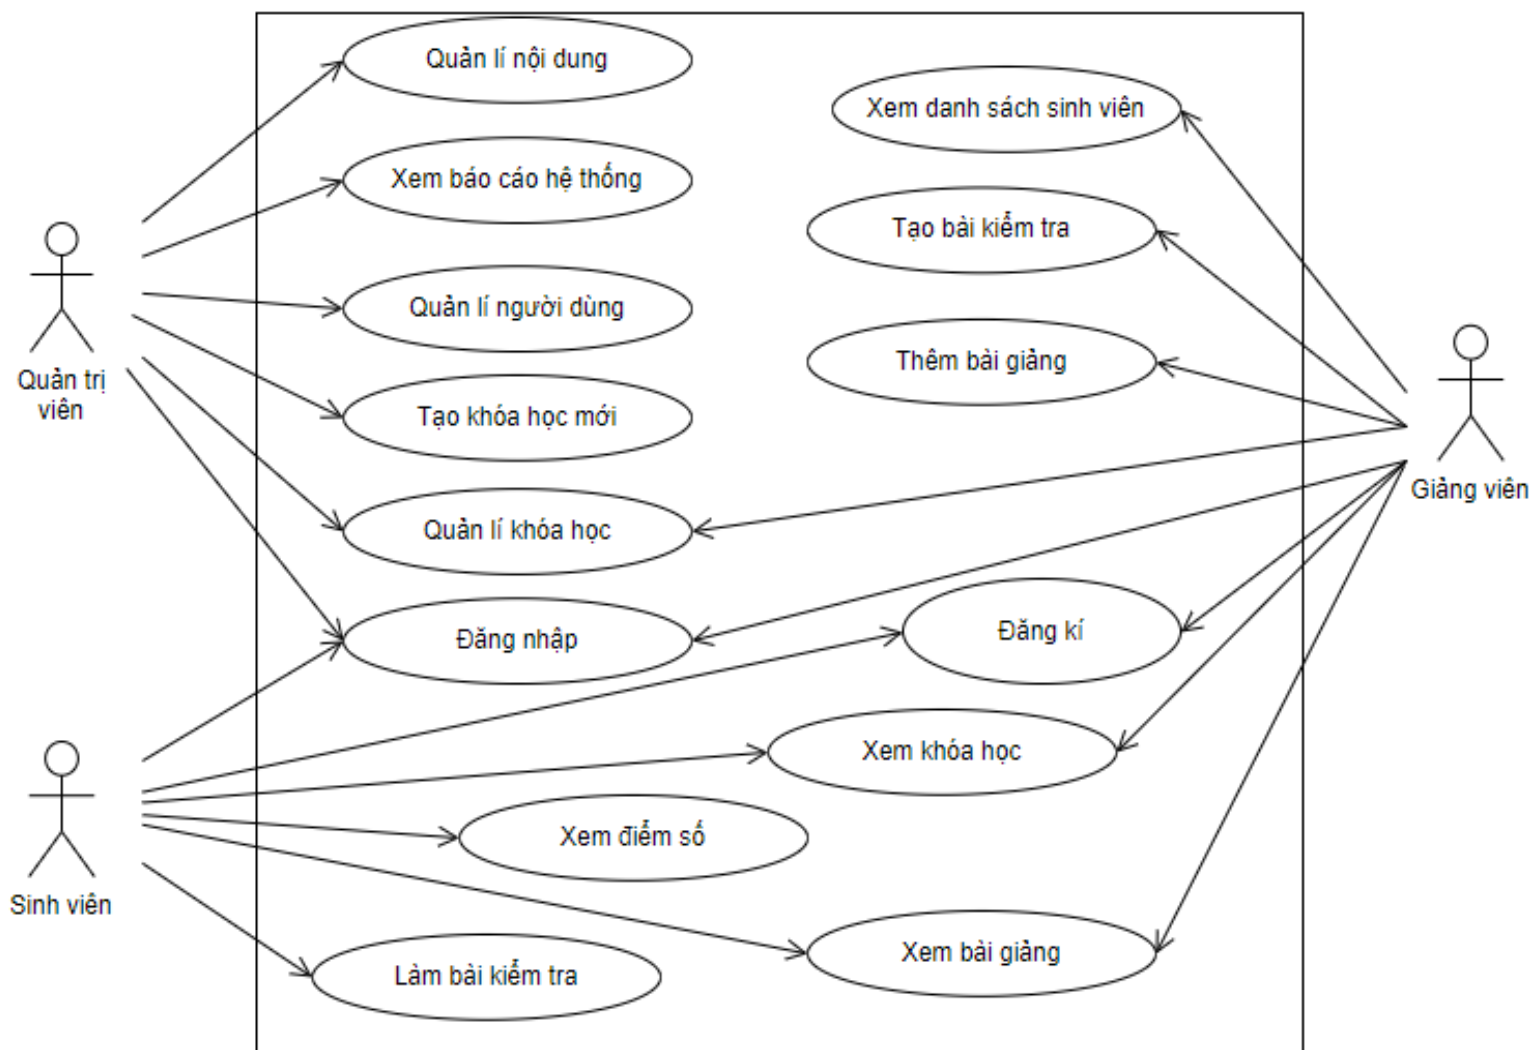 Quản lí nội dung
Xem danh sách sinh viên
Xem báo cáo hệ thống
Tạo bài kiểm tra
Quản lí người dùng
Thêm bài giảng
Quản trị
viên
Tạo khóa học mới
Giảng viên
Quản lí khóa học
Đăng nhập
Đăng kí
Xem khóa học
Xem điểm số
Sinh viên
Xem bài giảng
Làm bài kiểm tra